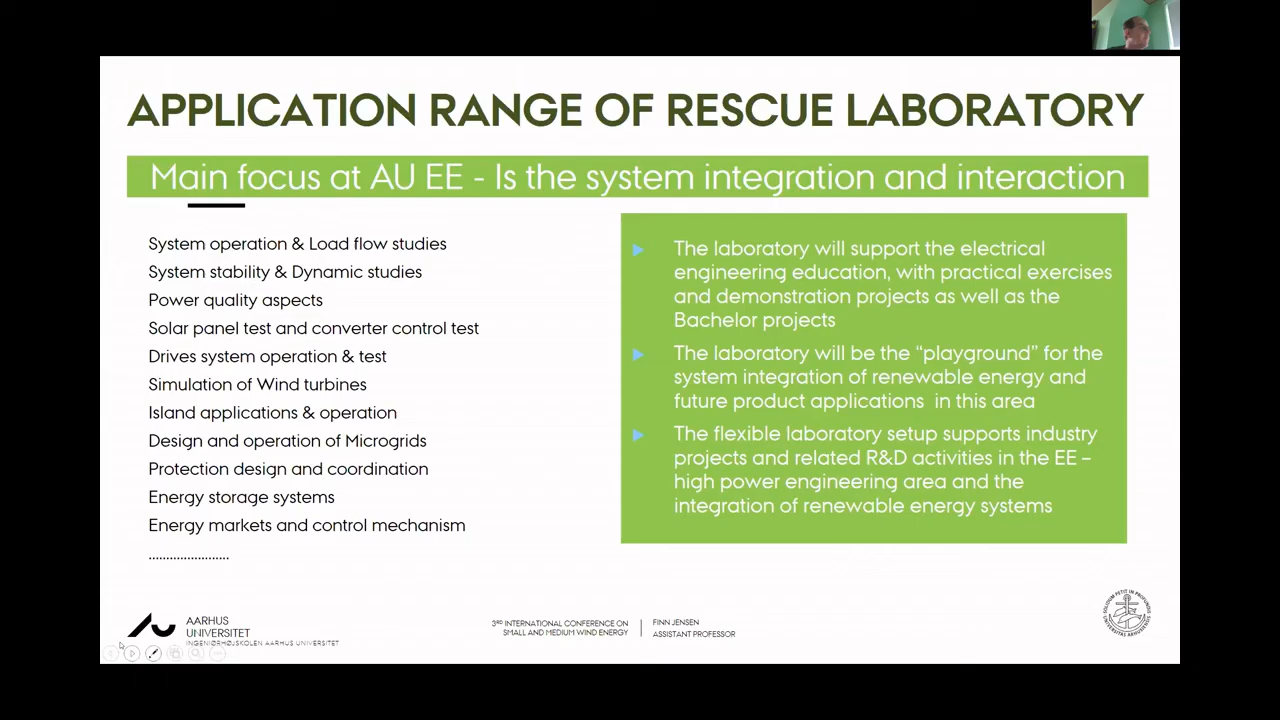 APPLICATION RANGE OF RESCUE LABORATORY
Main focus at AU EE - Is the system integration and interaction
System operation & Load flow studies
System stability & Dynamic studies
Power quality aspects
Solar panel test and converter control test
Drives system operation & test
Simulation of Wind turbines
Island applications & operation
Design and operation of Microgrids
Protection design and coordination
Energy storage systems
Energy markets and control mechanism
.......................
The laboratory will support the electrical
engineering education, with practical exercises
and demonstration projects as well as the
Bachelor projects
The laboratory will be the “playground” for the
system integration of renewable energy and
future product applications in this area
The flexible laboratory setup supports industry
projects and related R&D activities in the EE –
high power engineering area and the
integration of renewable energy systems
AARHUS
UNIVERSITET
INGENIØRHØJSKOLEN AARHUS UNIVERSITET
3RD INTERNATIONAL CONFERENCE ON
SMALL AND MEDIUM WIND ENERGY
FINN JENSEN
ASSISTANT PROFESSOR